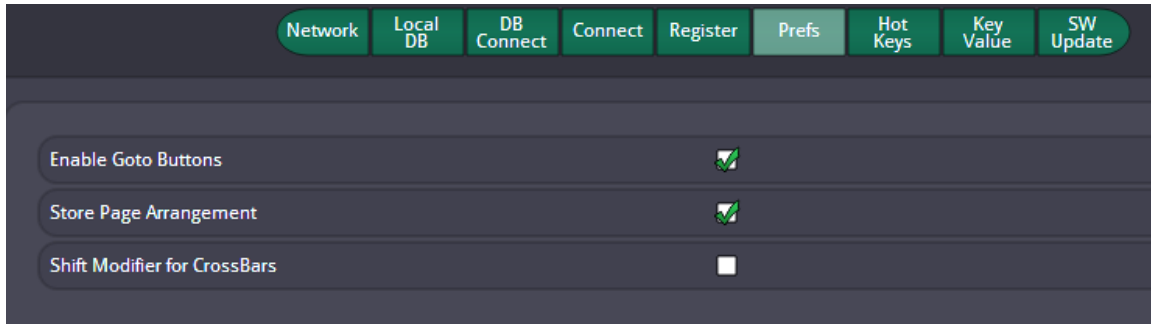 Network
Local
DB
DB
Connect
Connect
Register
Prefs
Hot
Keys
Key
Value
SW
Update
Enable Goto Buttons
Store Page Arrangement
Shift Modifier for CrossBars